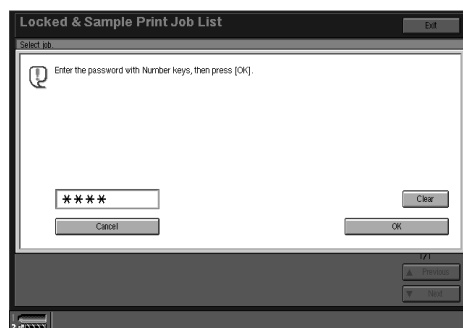 Locked & Sample Print Job List
Exit
Select job.
Enter the password with Number keys, then press [OK].
****
Clear
Cancel
OK
1/1
▲ Previous
▼ Next